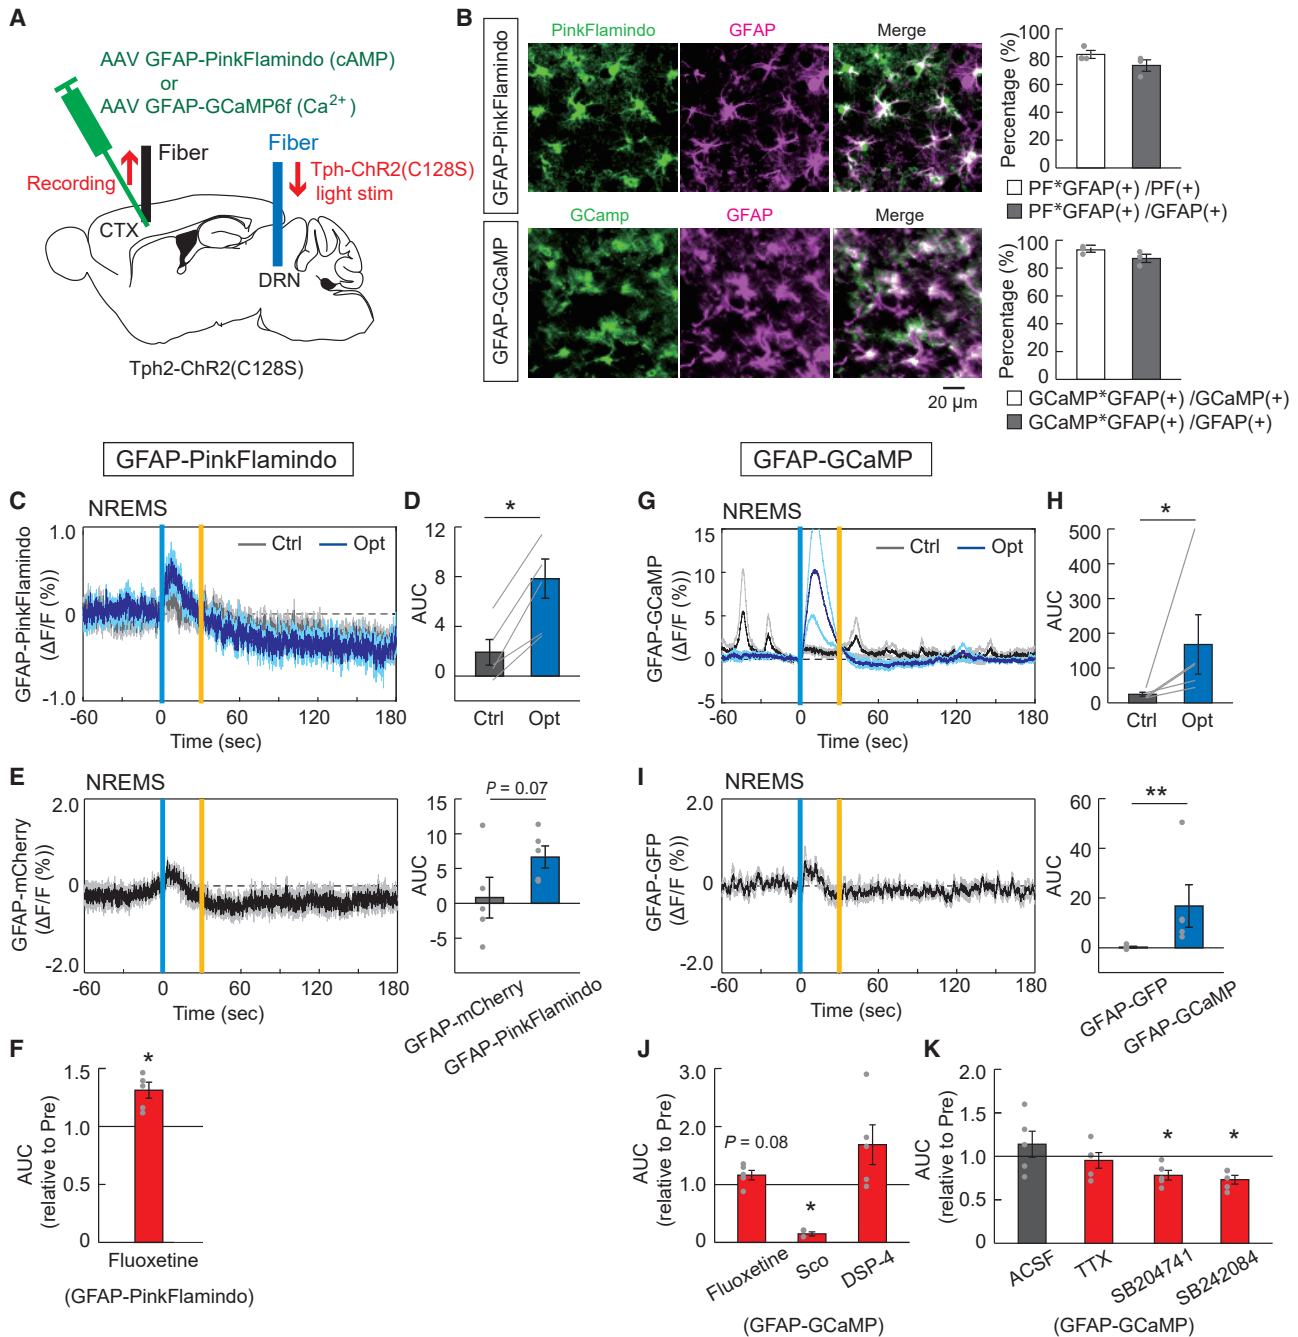 A
AAV GFAP-PinkFlamindo (cAMP)
or
AAV GFAP-GCaMP6f (Ca2+)
Fiber
Fiber
Recording
Tph-ChR2(C128S)
light stim
CTX
DRN
Tph2-ChR2(C128S)
B
GFAP-PinkFlamindo
PinkFlamindo
GFAP
Merge
Percentage (%)
100
80
60
40
20
0
PF*GFAP(+) /PF(+)
PF*GFAP(+) /GFAP(+)
GFAP-GCaMP
GCamp
GFAP
Merge
20 µm
Percentage (%)
100
80
60
40
20
0
GCaMP*GFAP(+) /GCaMP(+)
GCaMP*GFAP(+) /GFAP(+)
GFAP-PinkFlamindo
C
NREMS
GFAP-PinkFlamindo
(ΔF/F (%))
1.0
0
-1.0
Ctrl
Opt
-60 0 60 120 180
Time (sec)
D
*
AUC
12
8
4
0
Ctrl Opt
E
NREMS
GFAP-mCherry
(ΔF/F (%))
2.0
0
-2.0
-60 0 60 120 180
Time (sec)
P = 0.07
AUC
15
10
5
0
-5
GFAP-mCherry
GFAP-PinkFlamindo
F
*
AUC
(relative to Pre)
1.5
1.0
0.5
0
Fluoxetine
(GFAP-PinkFlamindo)
GFAP-GCaMP
G
NREMS
GFAP-GCaMP
(ΔF/F (%))
15
10
5
0
-5
Ctrl
Opt
-60 0 60 120 180
Time (sec)
H
*
AUC
500
400
300
200
100
0
Ctrl Opt
I
NREMS
GFAP-GFP
(ΔF/F (%))
2.0
0
-2.0
-60 0 60 120 180
Time (sec)
**
AUC
60
40
20
0
GFAP-GFP
GFAP-GCaMP
J
AUC
(relative to Pre)
3.0
2.0
1.0
0
P = 0.08
*
Fluoxetine
Sco
DSP-4
(GFAP-GCaMP)
K
AUC
(relative to Pre)
2.0
1.5
1.0
0.5
0
*
*
ACSF
TTX
SB204741
SB242084
(GFAP-GCaMP)